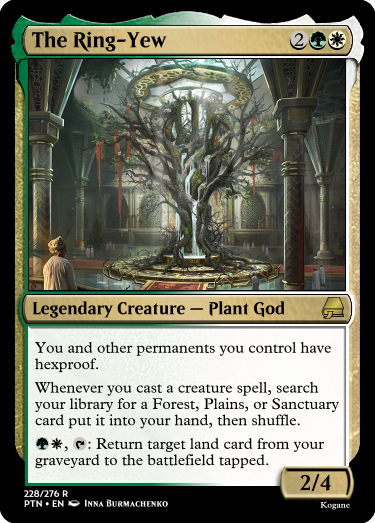 The Ring-Yew 2
Legendary Creature — Plant God
You and other permanents you control have
hexproof.
Whenever you cast a creature spell, search
your library for a Forest, Plains, or Sanctuary
card put it into your hand, then shuffle.
, : Return target land card from your
graveyard to the battlefield tapped.
2/4
228/276 R
PTN • EN Inna Burmachenko
Kogane